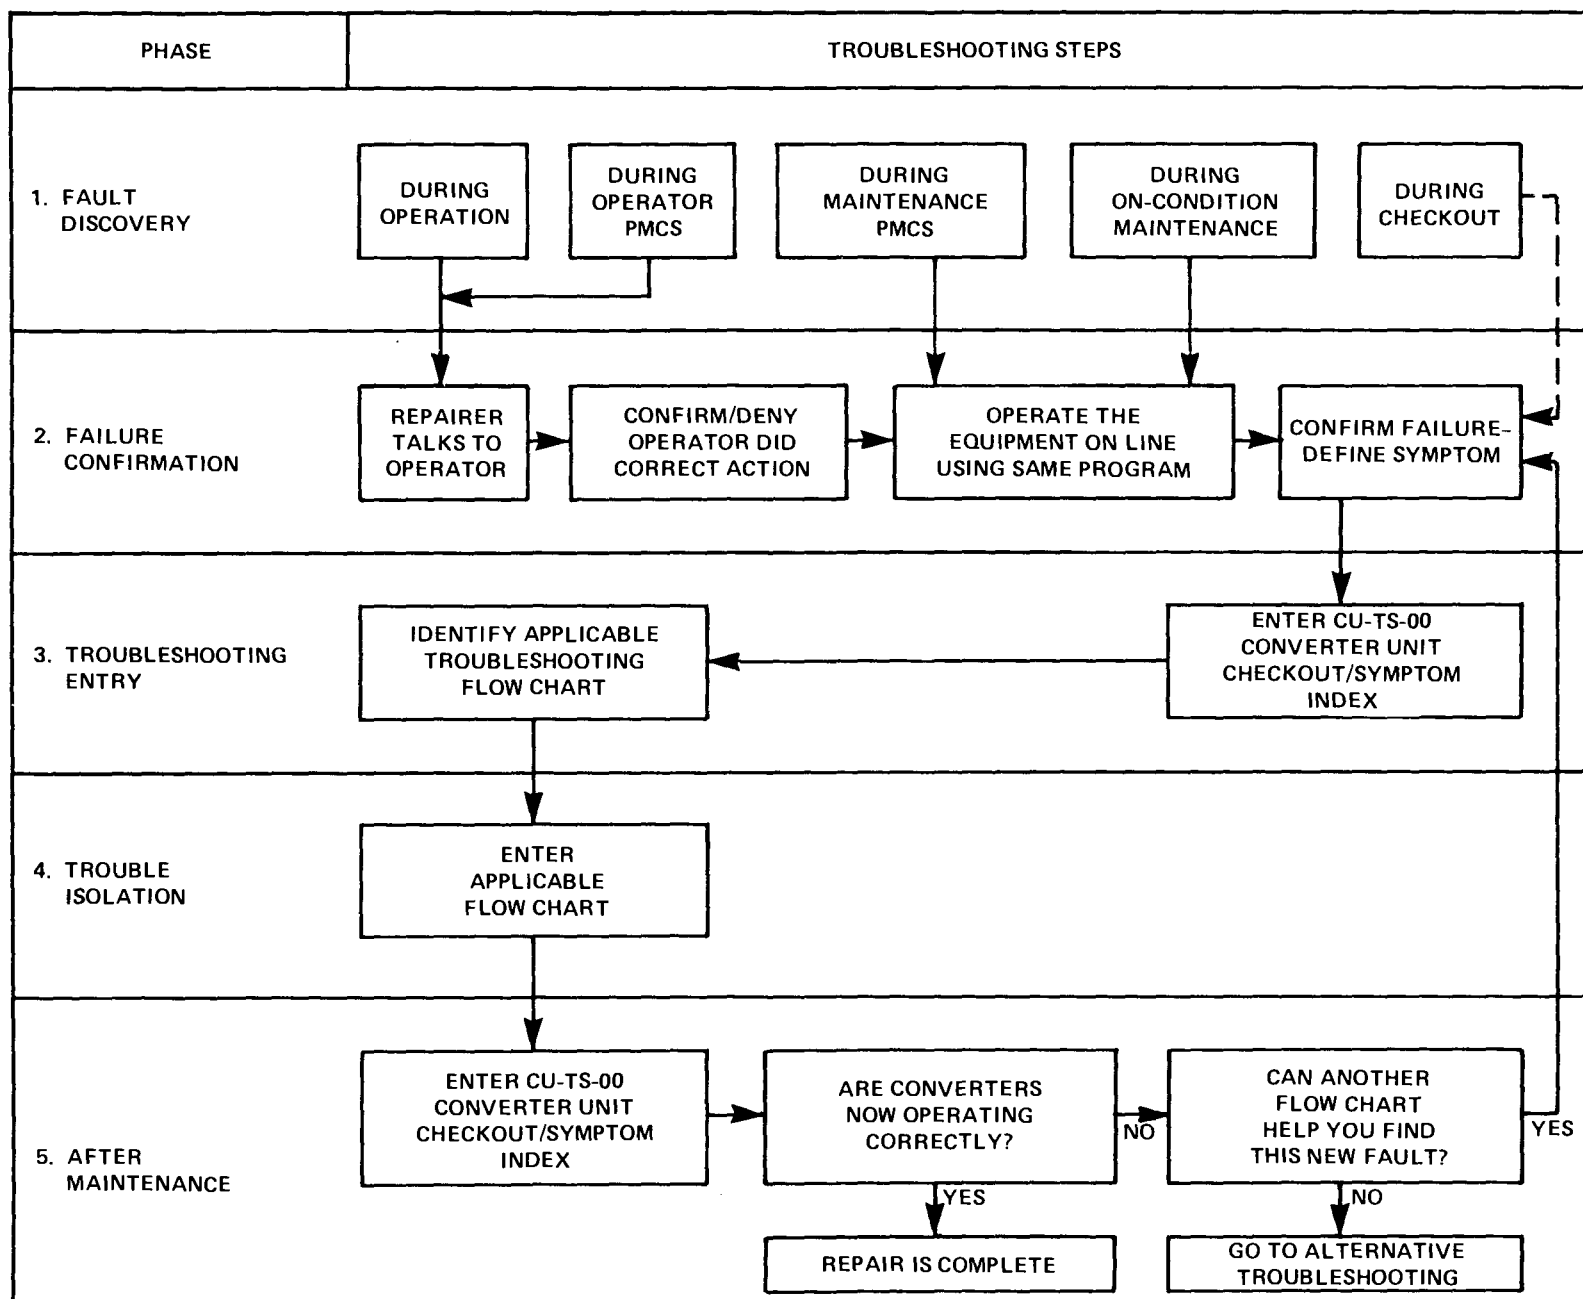 PHASE
TROUBLESHOOTING STEPS
1. FAULT
DISCOVERY
DURING
OPERATION
DURING
OPERATOR
PMCS
DURING
MAINTENANCE
PMCS
DURING
ON-CONDITION
MAINTENANCE
DURING
CHECKOUT
2. FAILURE
CONFIRMATION
REPAIRER
TALKS TO
OPERATOR
CONFIRM/DENY
OPERATOR DID
CORRECT ACTION
OPERATE THE
EQUIPMENT ON LINE
USING SAME PROGRAM
CONFIRM FAILURE-
DEFINE SYMPTOM
3. TROUBLESHOOTING
ENTRY
IDENTIFY APPLICABLE
TROUBLESHOOTING
FLOW CHART
ENTER CU-TS-00
CONVERTER UNIT
CHECKOUT/SYMPTOM
INDEX
4. TROUBLE
ISOLATION
ENTER
APPLICABLE
FLOW CHART
5. AFTER
MAINTENANCE
ENTER CU-TS-00
CONVERTER UNIT
CHECKOUT/SYMPTOM
INDEX
ARE CONVERTERS
NOW OPERATING
CORRECTLY?
NO
CAN ANOTHER
FLOW CHART
HELP YOU FIND
THIS NEW FAULT?
YES
YES
NO
REPAIR IS COMPLETE
GO TO ALTERNATIVE
TROUBLESHOOTING